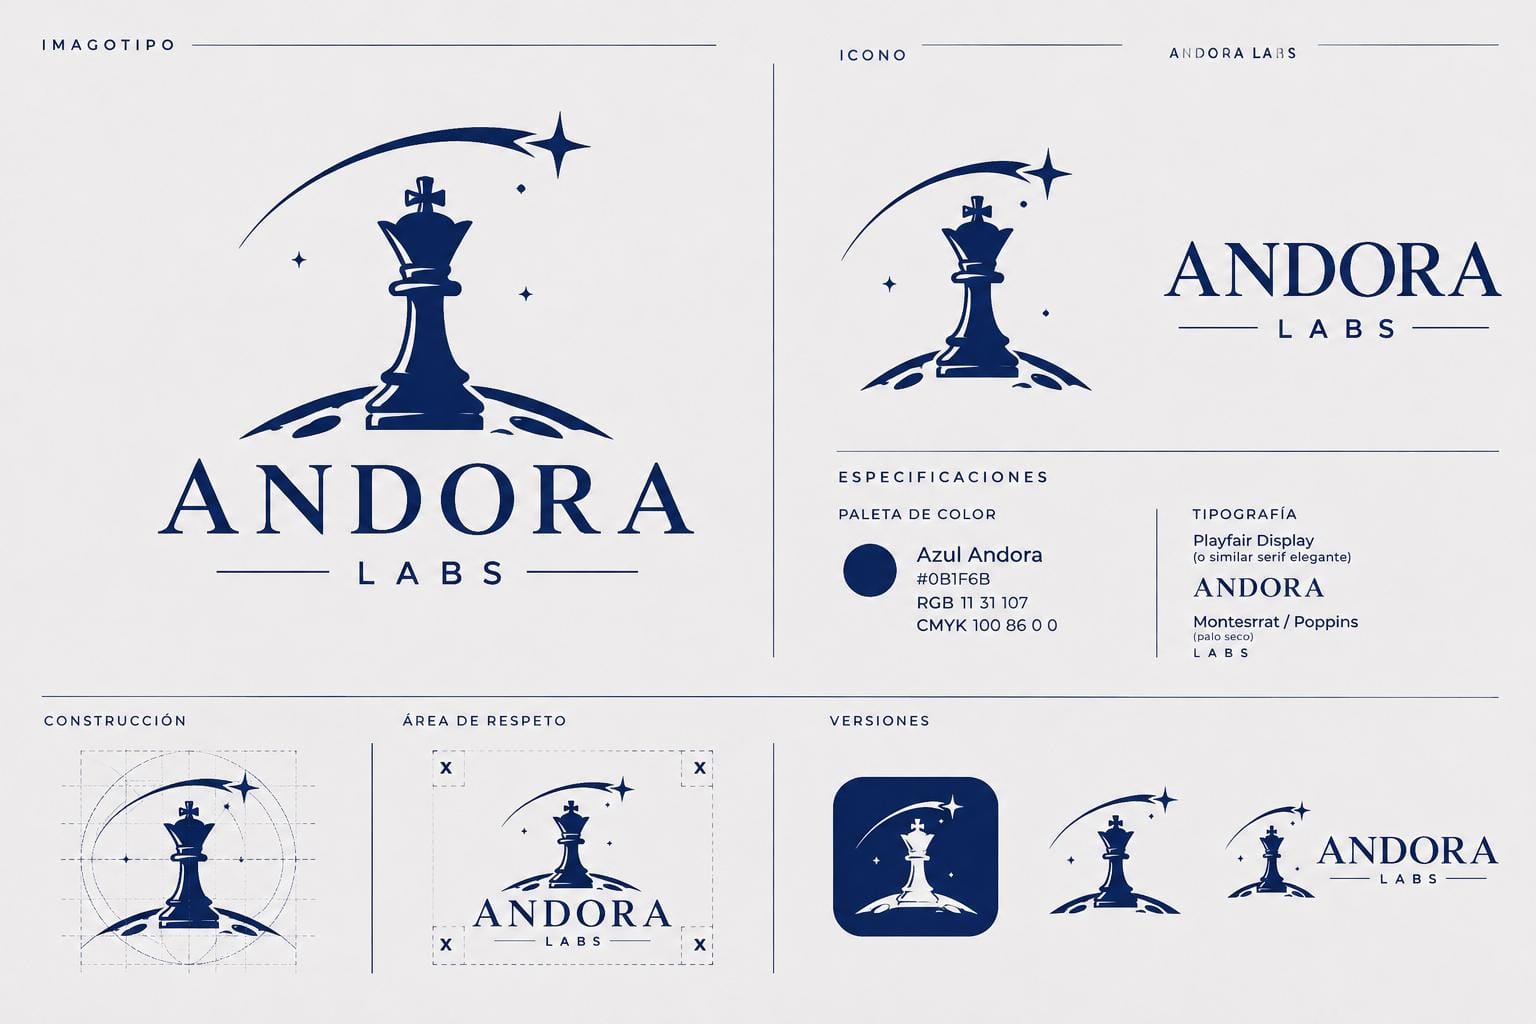 IMAGOTIPO
ANDORA
LABS
ICONO
ANDORA LABS
ANDORA
LABS
ESPECIFICACIONES
PALETA DE COLOR
Azul Andora
#0B1F6B
RGB 11 31 107
CMYK 100 86 0 0
TIPOGRAFÍA
Playfair Display
(o similar serif elegante)
ANDORA
Montesrrat / Poppins
(palo seco)
LABS
CONSTRUCCIÓN
ÁREA DE RESPETO
X X
ANDORA
LABS
X X
VERSIONES
ANDORA
LABS